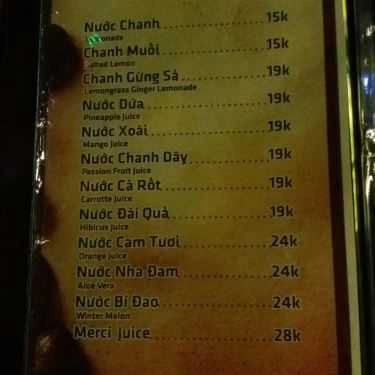 Nước Chanh 15k
Lemonade
Chanh Muối 15k
Salted Lemon
Chanh Gừng Sả 19k
Lemongrass Ginger Lemonade
Nước Dứa 19k
Pineapple Juice
Nước Xoài 19k
Mango Juice
Nước Chanh Dây 19k
Passion Fruit Juice
Nước Cà Rốt 19k
Carrotte Juice
Nước Đài Quả 19k
Hibicus Juice
Nước Cam Tươi 24k
Orange Juice
Nước Nha Đam 24k
Aloe Vera
Nước Bí Đao 24k
Winter Melon
Merci Juice 28k